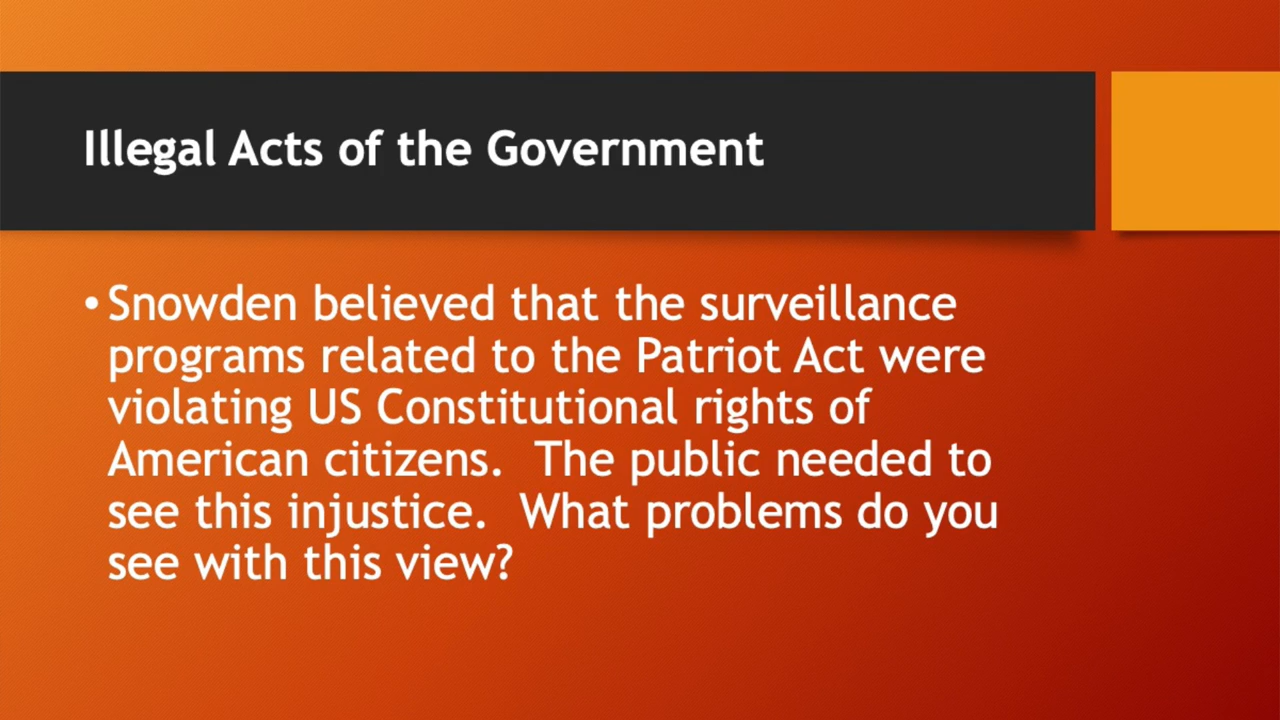 Illegal Acts of the Government
• Snowden believed that the surveillance
programs related to the Patriot Act were
violating US Constitutional rights of
American citizens.  The public needed to
see this injustice.  What problems do you
see with this view?